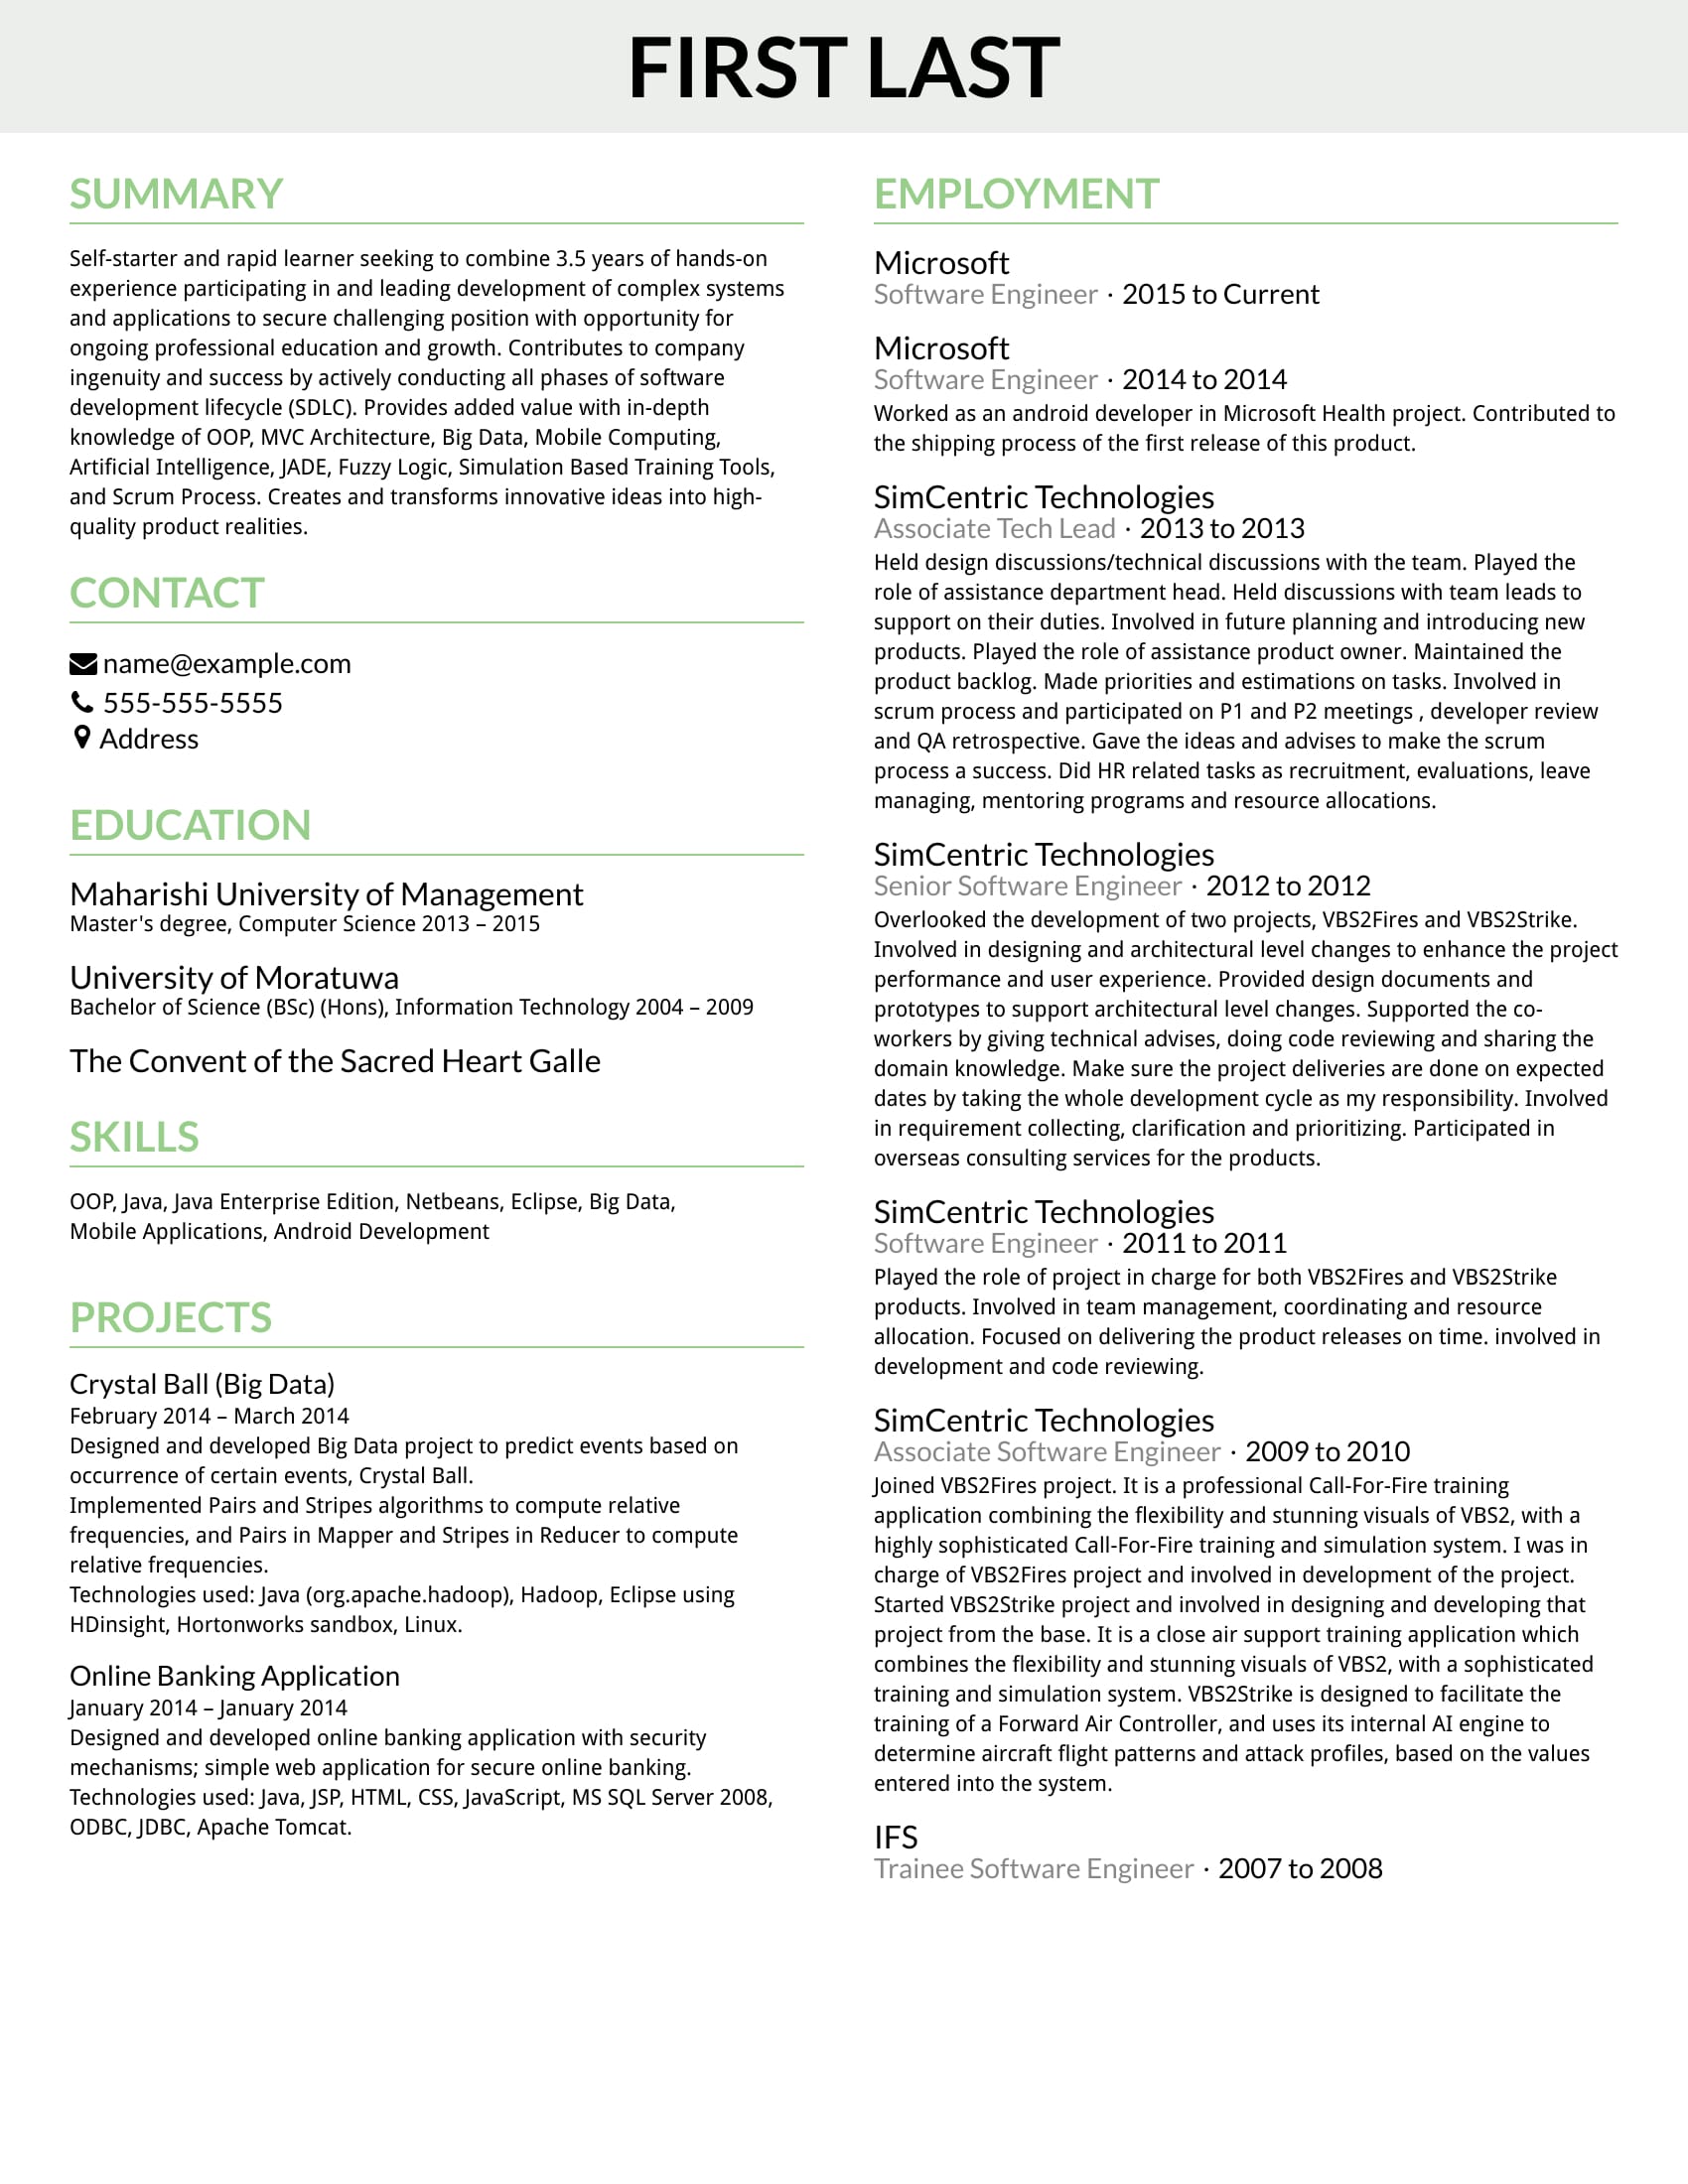 FIRST LAST
SUMMARY
Self-starter and rapid learner seeking to combine 3.5 years of hands-on
experience participating in and leading development of complex systems
and applications to secure challenging position with opportunity for
ongoing professional education and growth. Contributes to company
ingenuity and success by actively conducting all phases of software
development lifecycle (SDLC). Provides added value with in-depth
knowledge of OOP, MVC Architecture, Big Data, Mobile Computing,
Artificial Intelligence, JADE, Fuzzy Logic, Simulation Based Training Tools,
and Scrum Process. Creates and transforms innovative ideas into high-
quality product realities.
CONTACT
name@example.com
555-555-5555
Address
EDUCATION
Maharishi University of Management
Master's degree, Computer Science 2013 – 2015
University of Moratuwa
Bachelor of Science (BSc) (Hons), Information Technology 2004 – 2009
The Convent of the Sacred Heart Galle
SKILLS
OOP, Java, Java Enterprise Edition, Netbeans, Eclipse, Big Data,
Mobile Applications, Android Development
PROJECTS
Crystal Ball (Big Data)
February 2014 – March 2014
Designed and developed Big Data project to predict events based on
occurrence of certain events, Crystal Ball.
Implemented Pairs and Stripes algorithms to compute relative
frequencies, and Pairs in Mapper and Stripes in Reducer to compute
relative frequencies.
Technologies used: Java (org.apache.hadoop), Hadoop, Eclipse using
HDinsight, Hortonworks sandbox, Linux.
Online Banking Application
January 2014 – January 2014
Designed and developed online banking application with security
mechanisms; simple web application for secure online banking.
Technologies used: Java, JSP, HTML, CSS, JavaScript, MS SQL Server 2008,
ODBC, JDBC, Apache Tomcat.
EMPLOYMENT
Microsoft
Software Engineer · 2015 to Current
Microsoft
Software Engineer · 2014 to 2014
Worked as an android developer in Microsoft Health project. Contributed to
the shipping process of the first release of this product.
SimCentric Technologies
Associate Tech Lead · 2013 to 2013
Held design discussions/technical discussions with the team. Played the
role of assistance department head. Held discussions with team leads to
support on their duties. Involved in future planning and introducing new
products. Played the role of assistance product owner. Maintained the
product backlog. Made priorities and estimations on tasks. Involved in
scrum process and participated on P1 and P2 meetings , developer review
and QA retrospective. Gave the ideas and advises to make the scrum
process a success. Did HR related tasks as recruitment, evaluations, leave
managing, mentoring programs and resource allocations.
SimCentric Technologies
Senior Software Engineer · 2012 to 2012
Overlooked the development of two projects, VBS2Fires and VBS2Strike.
Involved in designing and architectural level changes to enhance the project
performance and user experience. Provided design documents and
prototypes to support architectural level changes. Supported the co-
workers by giving technical advises, doing code reviewing and sharing the
domain knowledge. Make sure the project deliveries are done on expected
dates by taking the whole development cycle as my responsibility. Involved
in requirement collecting, clarification and prioritizing. Participated in
overseas consulting services for the products.
SimCentric Technologies
Software Engineer · 2011 to 2011
Played the role of project in charge for both VBS2Fires and VBS2Strike
products. Involved in team management, coordinating and resource
allocation. Focused on delivering the product releases on time. involved in
development and code reviewing.
SimCentric Technologies
Associate Software Engineer · 2009 to 2010
Joined VBS2Fires project. It is a professional Call-For-Fire training
application combining the flexibility and stunning visuals of VBS2, with a
highly sophisticated Call-For-Fire training and simulation system. I was in
charge of VBS2Fires project and involved in development of the project.
Started VBS2Strike project and involved in designing and developing that
project from the base. It is a close air support training application which
combines the flexibility and stunning visuals of VBS2, with a sophisticated
training and simulation system. VBS2Strike is designed to facilitate the
training of a Forward Air Controller, and uses its internal AI engine to
determine aircraft flight patterns and attack profiles, based on the values
entered into the system.
IFS
Trainee Software Engineer · 2007 to 2008